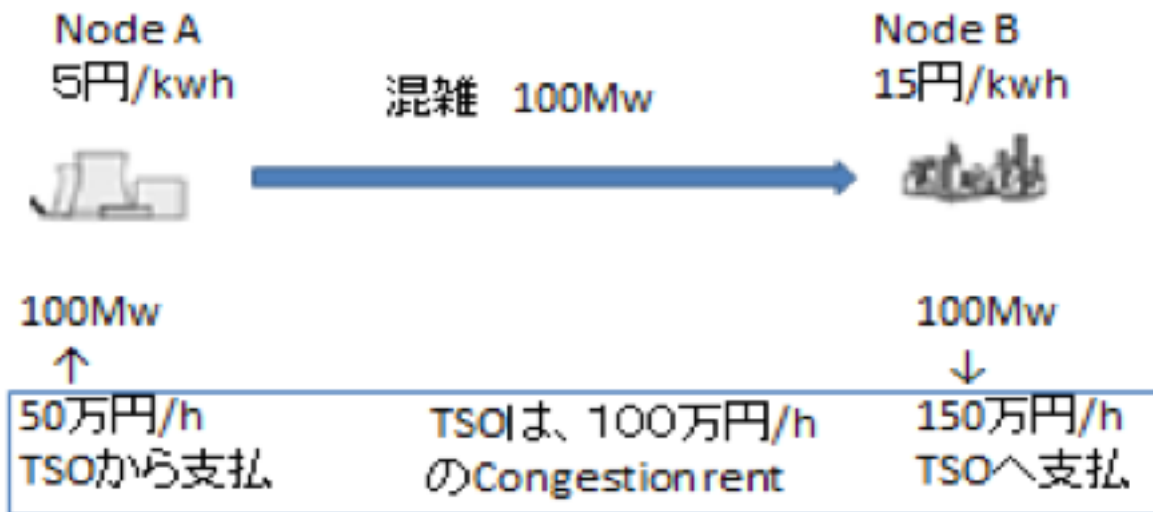 Node A
5円/kwh
混雑 100Mw
Node B
15円/kwh
100Mw
↑
100Mw
↓
50万円/h
TSOから支払
TSOは、100万円/h
のCongestion rent
150万円/h
TSOへ支払